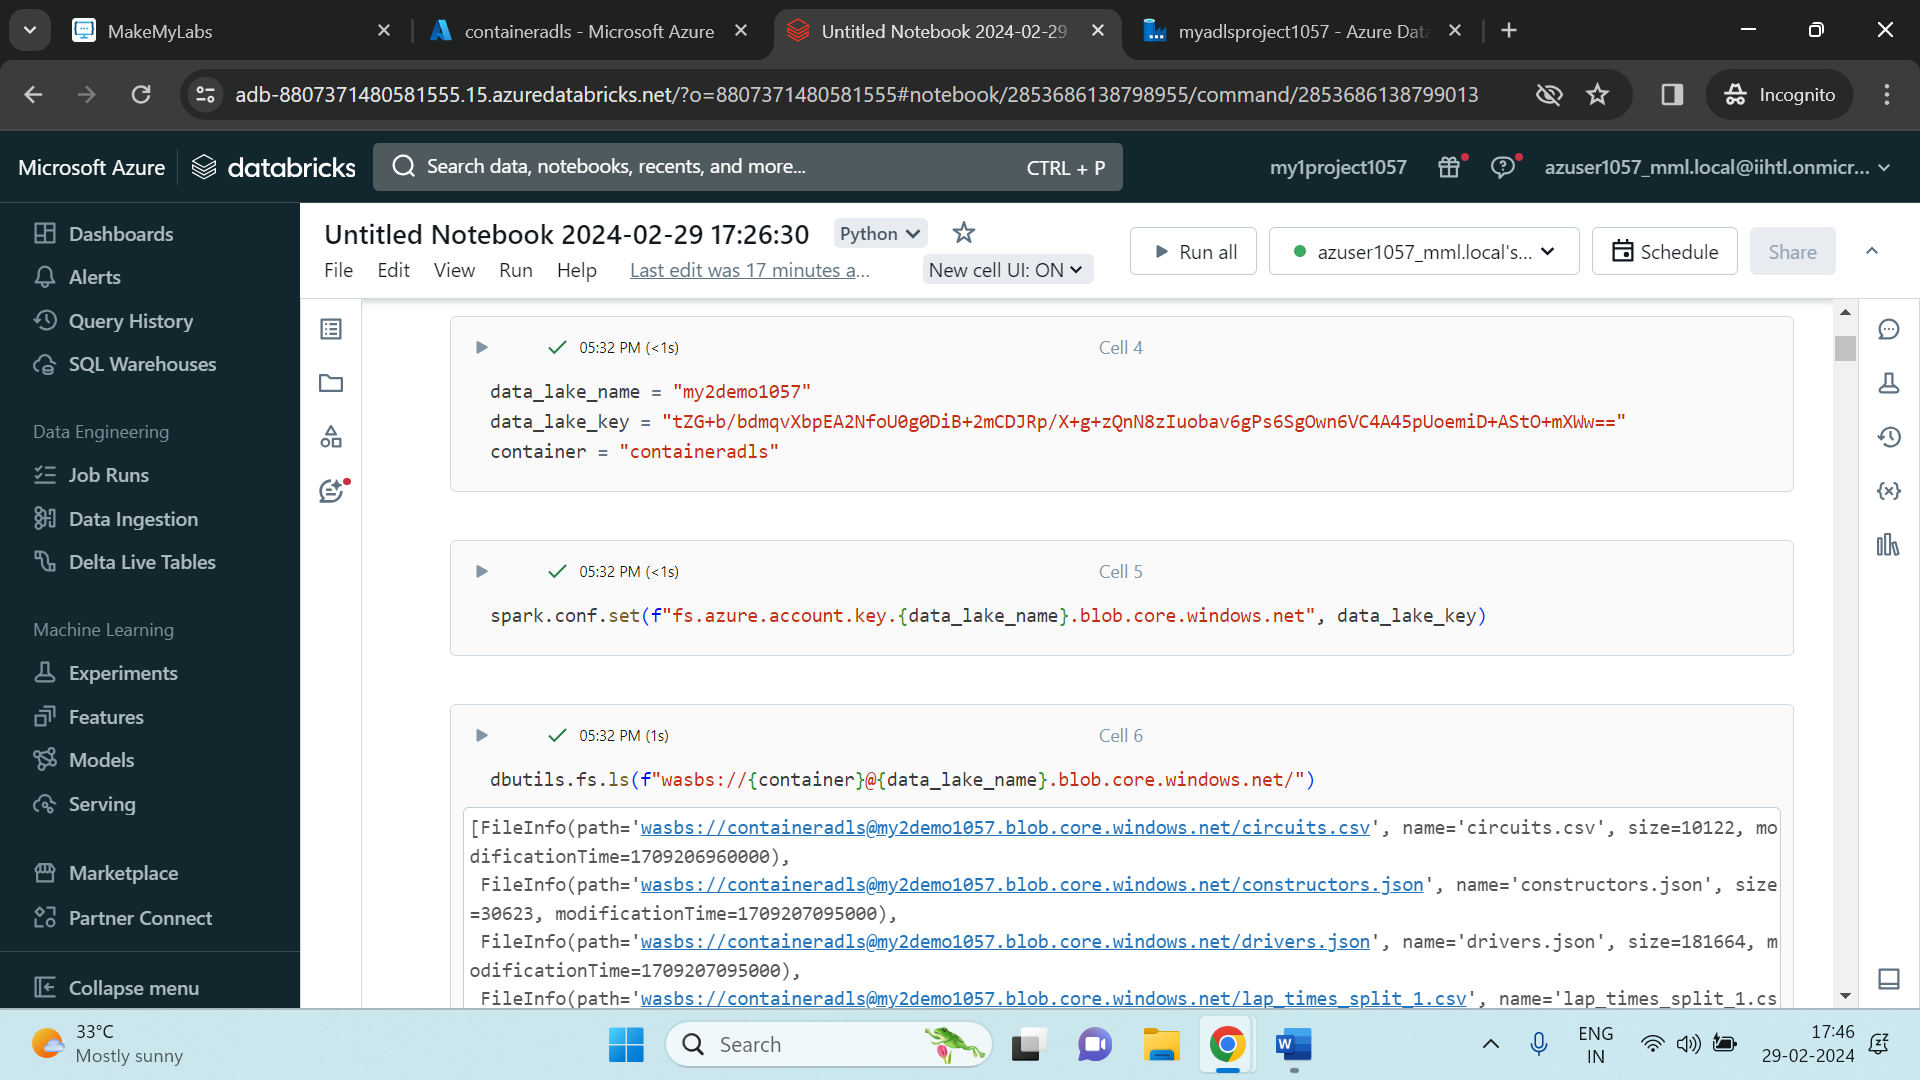 MakeMyLabs
containeradls - Microsoft Azure
Untitled Notebook 2024-02-29
myadlsproject1057 - Azure Data
adb-8807371480581555.15.azuredatabricks.net/?o=8807371480581555#notebook/2853686138798955/command/2853686138799013
Incognito
Microsoft Azure
databricks
Search data, notebooks, recents, and more...
CTRL + P
my1project1057
azuser1057_mml.local@iihtl.onmicr...
Dashboards
Alerts
Query History
SQL Warehouses
Data Engineering
Job Runs
Data Ingestion
Delta Live Tables
Machine Learning
Experiments
Features
Models
Serving
Marketplace
Partner Connect
Collapse menu
Untitled Notebook 2024-02-29 17:26:30
Python
File Edit View Run Help
Last edit was 17 minutes a...
New cell UI: ON
Run all
azuser1057_mml.local's...
Schedule
Share
05:32 PM (<1s)
Cell 4
data_lake_name = "my2demo1057"
data_lake_key = "tZG+b/bdmqvXbpEA2NfoU0g0DiB+2mCDJRp/X+g+zQnN8zIuobav6gPs6SgOwn6VC4A45pUoemiD+AStO+mXWw=="
container = "containeradls"
05:32 PM (<1s)
Cell 5
spark.conf.set(f"fs.azure.account.key.{data_lake_name}.blob.core.windows.net", data_lake_key)
05:32 PM (1s)
Cell 6
dbutils.fs.ls(f"wasbs://{container}@{data_lake_name}.blob.core.windows.net/")
[FileInfo(path='wasbs://containeradls@my2demo1057.blob.core.windows.net/circuits.csv', name='circuits.csv', size=10122, mo
dificationTime=1709206960000),
FileInfo(path='wasbs://containeradls@my2demo1057.blob.core.windows.net/constructors.json', name='constructors.json', size
=30623, modificationTime=1709207095000),
FileInfo(path='wasbs://containeradls@my2demo1057.blob.core.windows.net/drivers.json', name='drivers.json', size=181664, m
odificationTime=1709207095000),
FileInfo(path='wasbs://containeradls@my2demo1057.blob.core.windows.net/lap_times_split_1.csv', name='lap_times_split_1.cs
33°C
Mostly sunny
Search
ENG
IN
17:46
29-02-2024